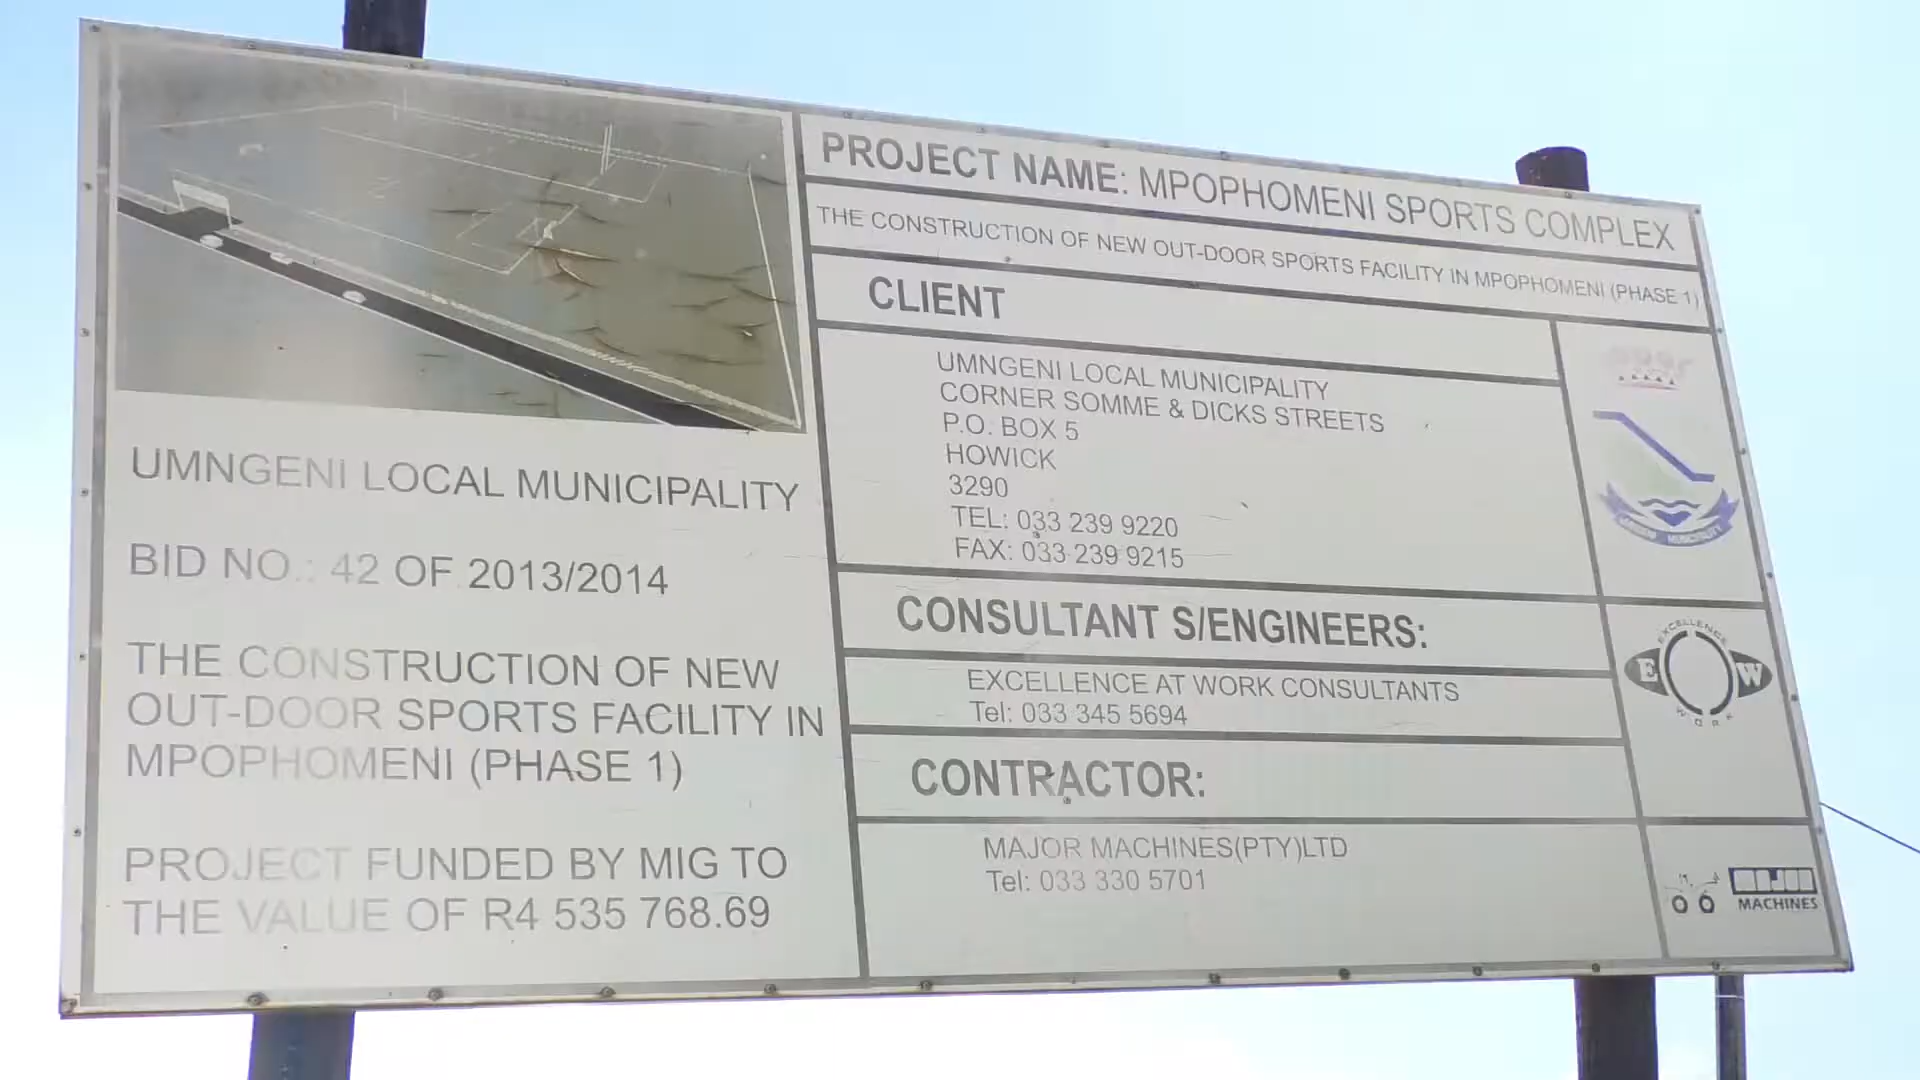 UMNGENI LOCAL MUNICIPALITY
BID NO.: 42 OF 2013/2014
THE CONSTRUCTION OF NEW
OUT-DOOR SPORTS FACILITY IN
MPOPHOMENI (PHASE 1)
PROJECT FUNDED BY MIG TO
THE VALUE OF R4 535 768.69
PROJECT NAME: MPOPHOMENI SPORTS COMPLEX
THE CONSTRUCTION OF NEW OUT-DOOR SPORTS FACILITY IN MPOPHOMENI (PHASE 1)
CLIENT
UMNGENI LOCAL MUNICIPALITY
CORNER SOMME & DICKS STREETS
P.O. BOX 5
HOWICK
3290
TEL: 033 239 9220
FAX: 033 239 9215
MUNICIPALITY
CONSULTANT S/ENGINEERS:
EXCELLENCE AT WORK CONSULTANTS
Tel: 033 345 5694
EXCELLENCE
E W
WORK
CONTRACTOR:
MAJOR MACHINES(PTY)LTD
Tel: 033 330 5701
MAJOR
MACHINES